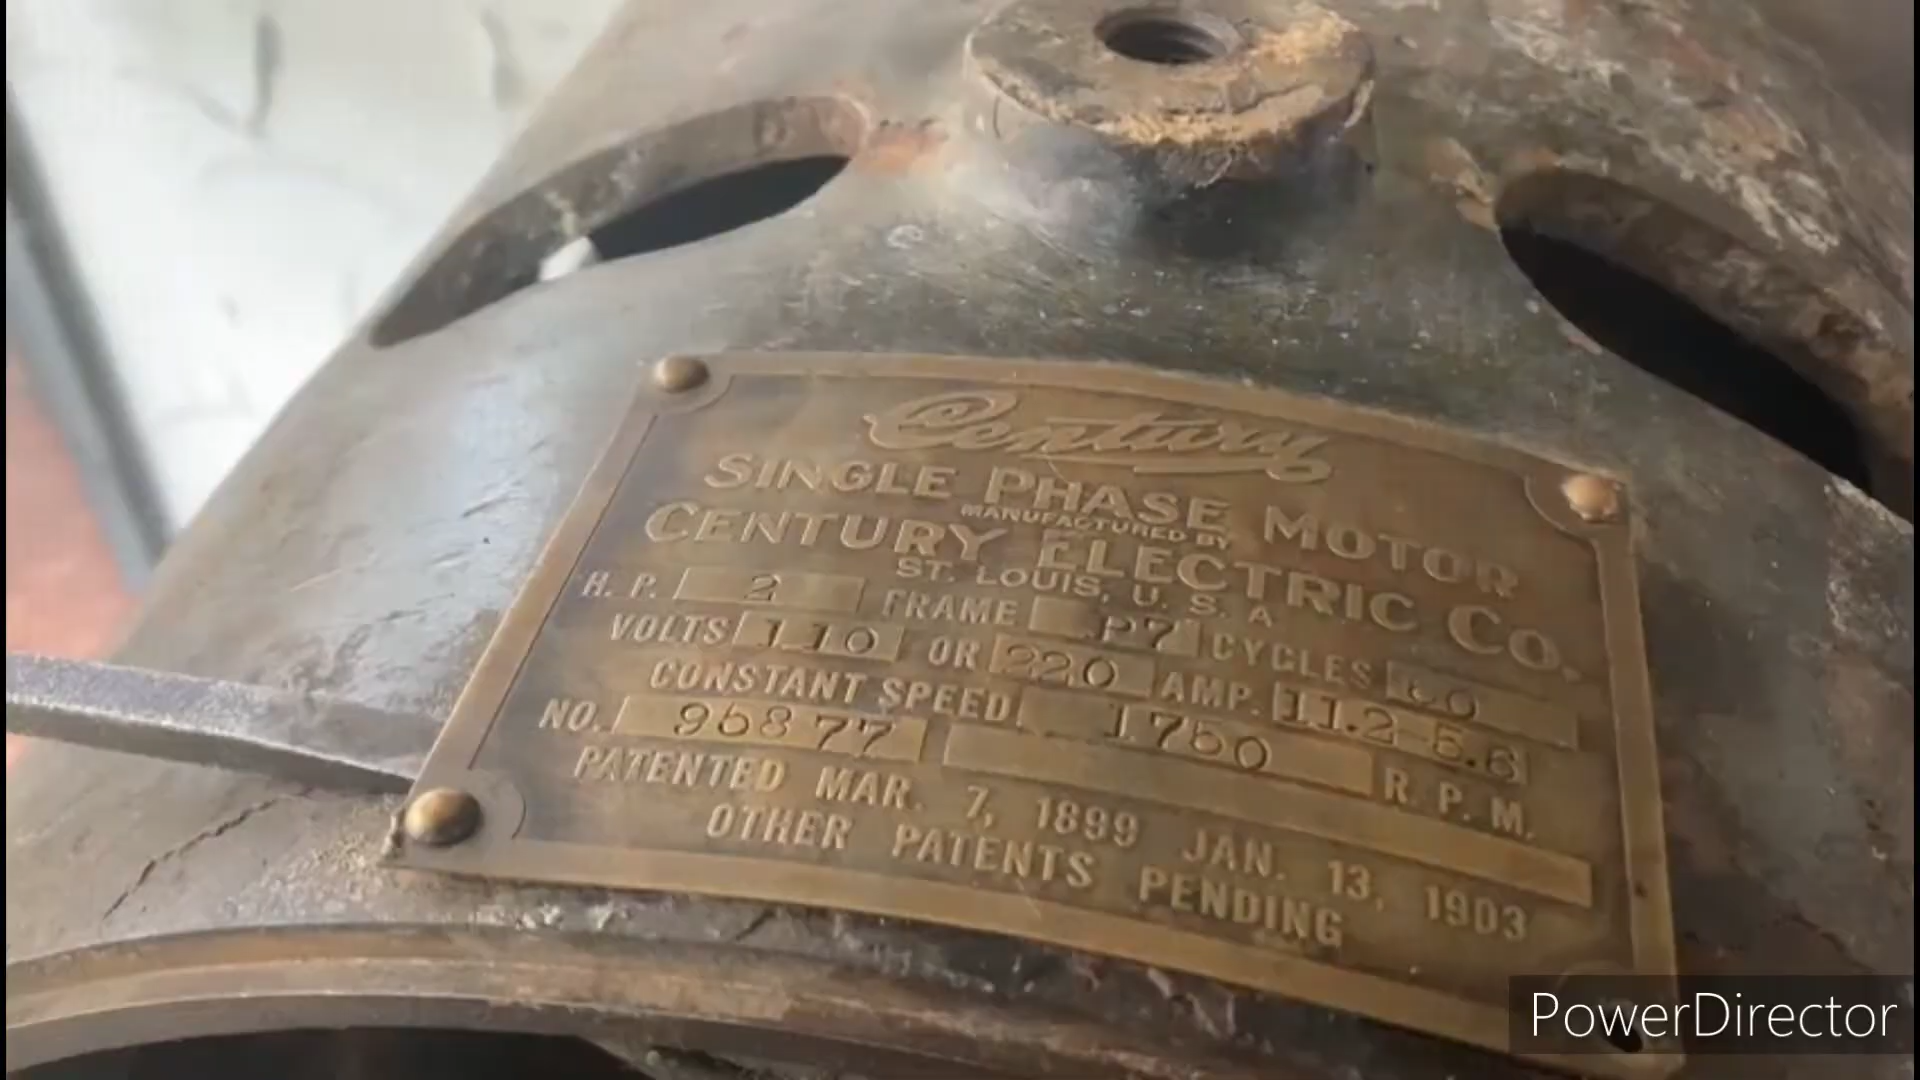 Century
SINGLE PHASE MOTOR
MANUFACTURED BY
CENTURY ELECTRIC CO.
ST. LOUIS, U. S. A
H. P. 2 FRAME P7 CYCLES 60
VOLTS 110 OR 220 AMP. 11.2-5.6
CONSTANT SPEED 1750 R. P. M.
NO.
PATENTED MAR. 7, 1899 JAN. 13, 1903
OTHER PATENTS PENDING
PowerDirector